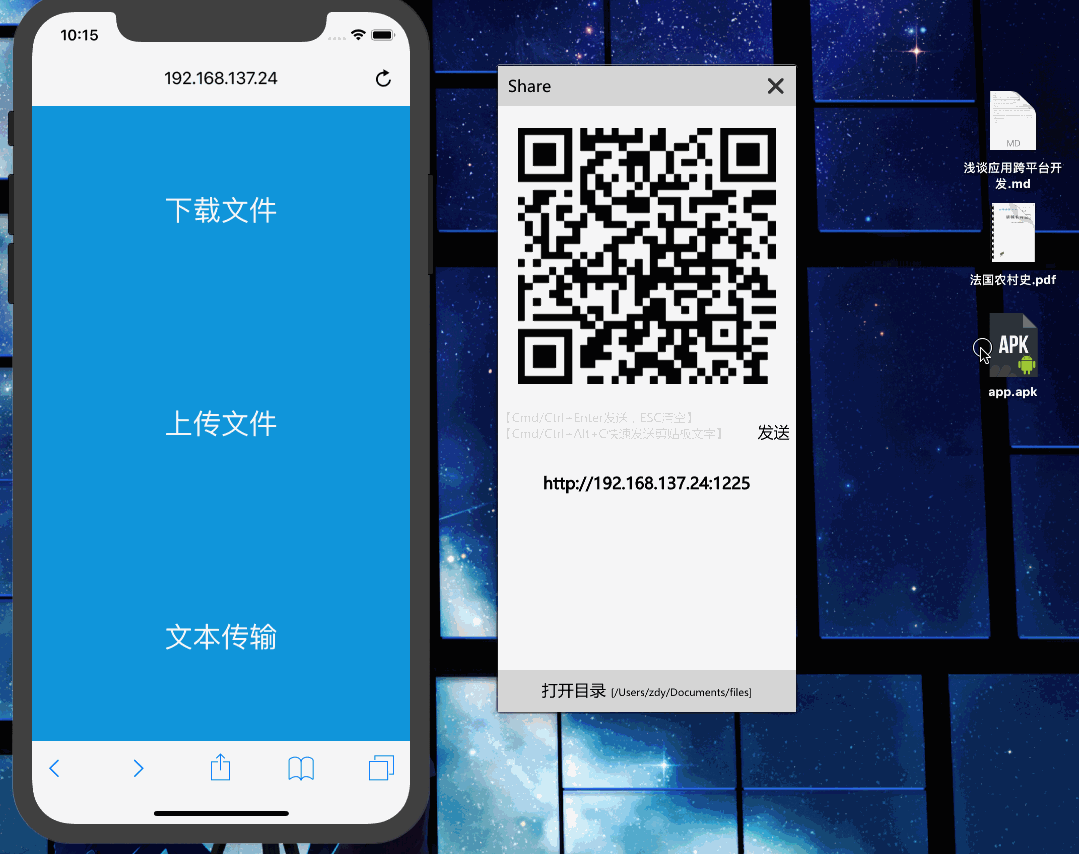 10:15
192.168.137.24
下载文件
上传文件
文本传输
Share
【Cmd/Ctrl+Enter发送，ESC清空】
【Cmd/Ctrl+Alt+C快速发送剪贴板文字】
发送
http://192.168.137.24:1225
打开目录 [/Users/zdy/Documents/files]
MD
浅谈应用跨平台开
发.md
法国农村史.pdf
APK
app.apk